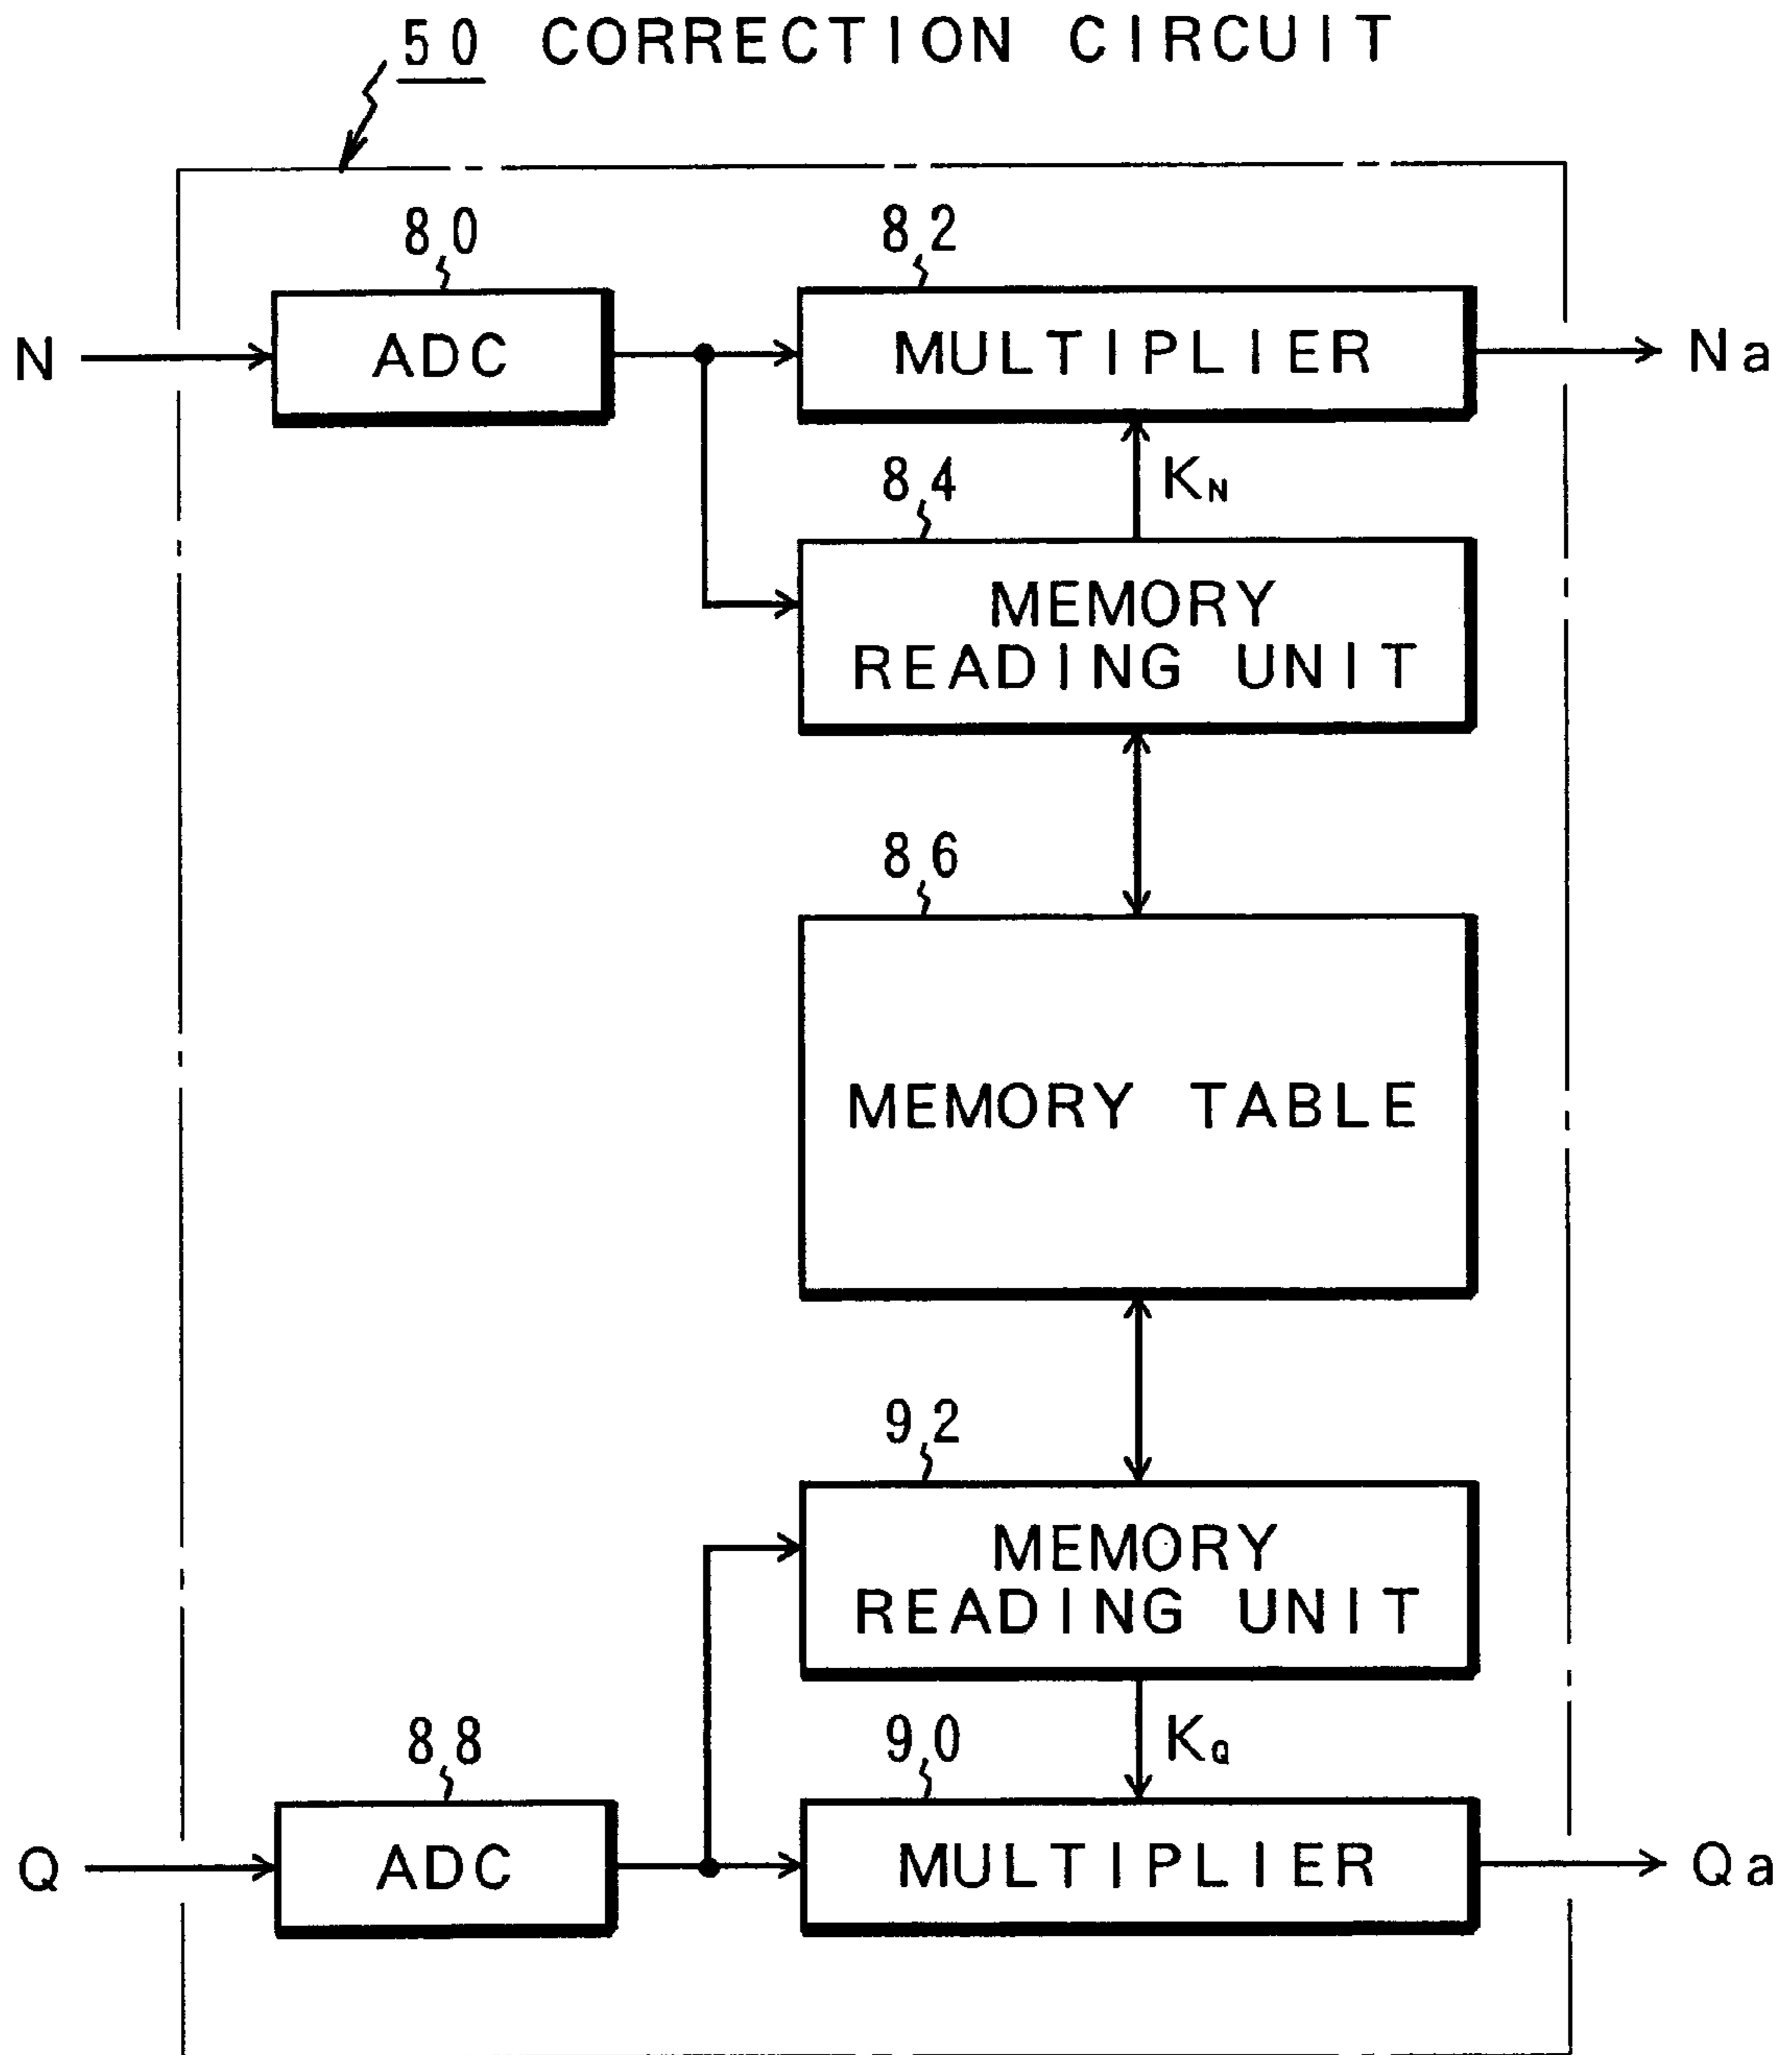 50 CORRECTION CIRCUIT
80
82
N
ADC
MULTIPLIER
Na
84
KN
MEMORY
READING UNIT
86
MEMORY TABLE
92
MEMORY
READING UNIT
88
90
KQ
Q
ADC
MULTIPLIER
Qa